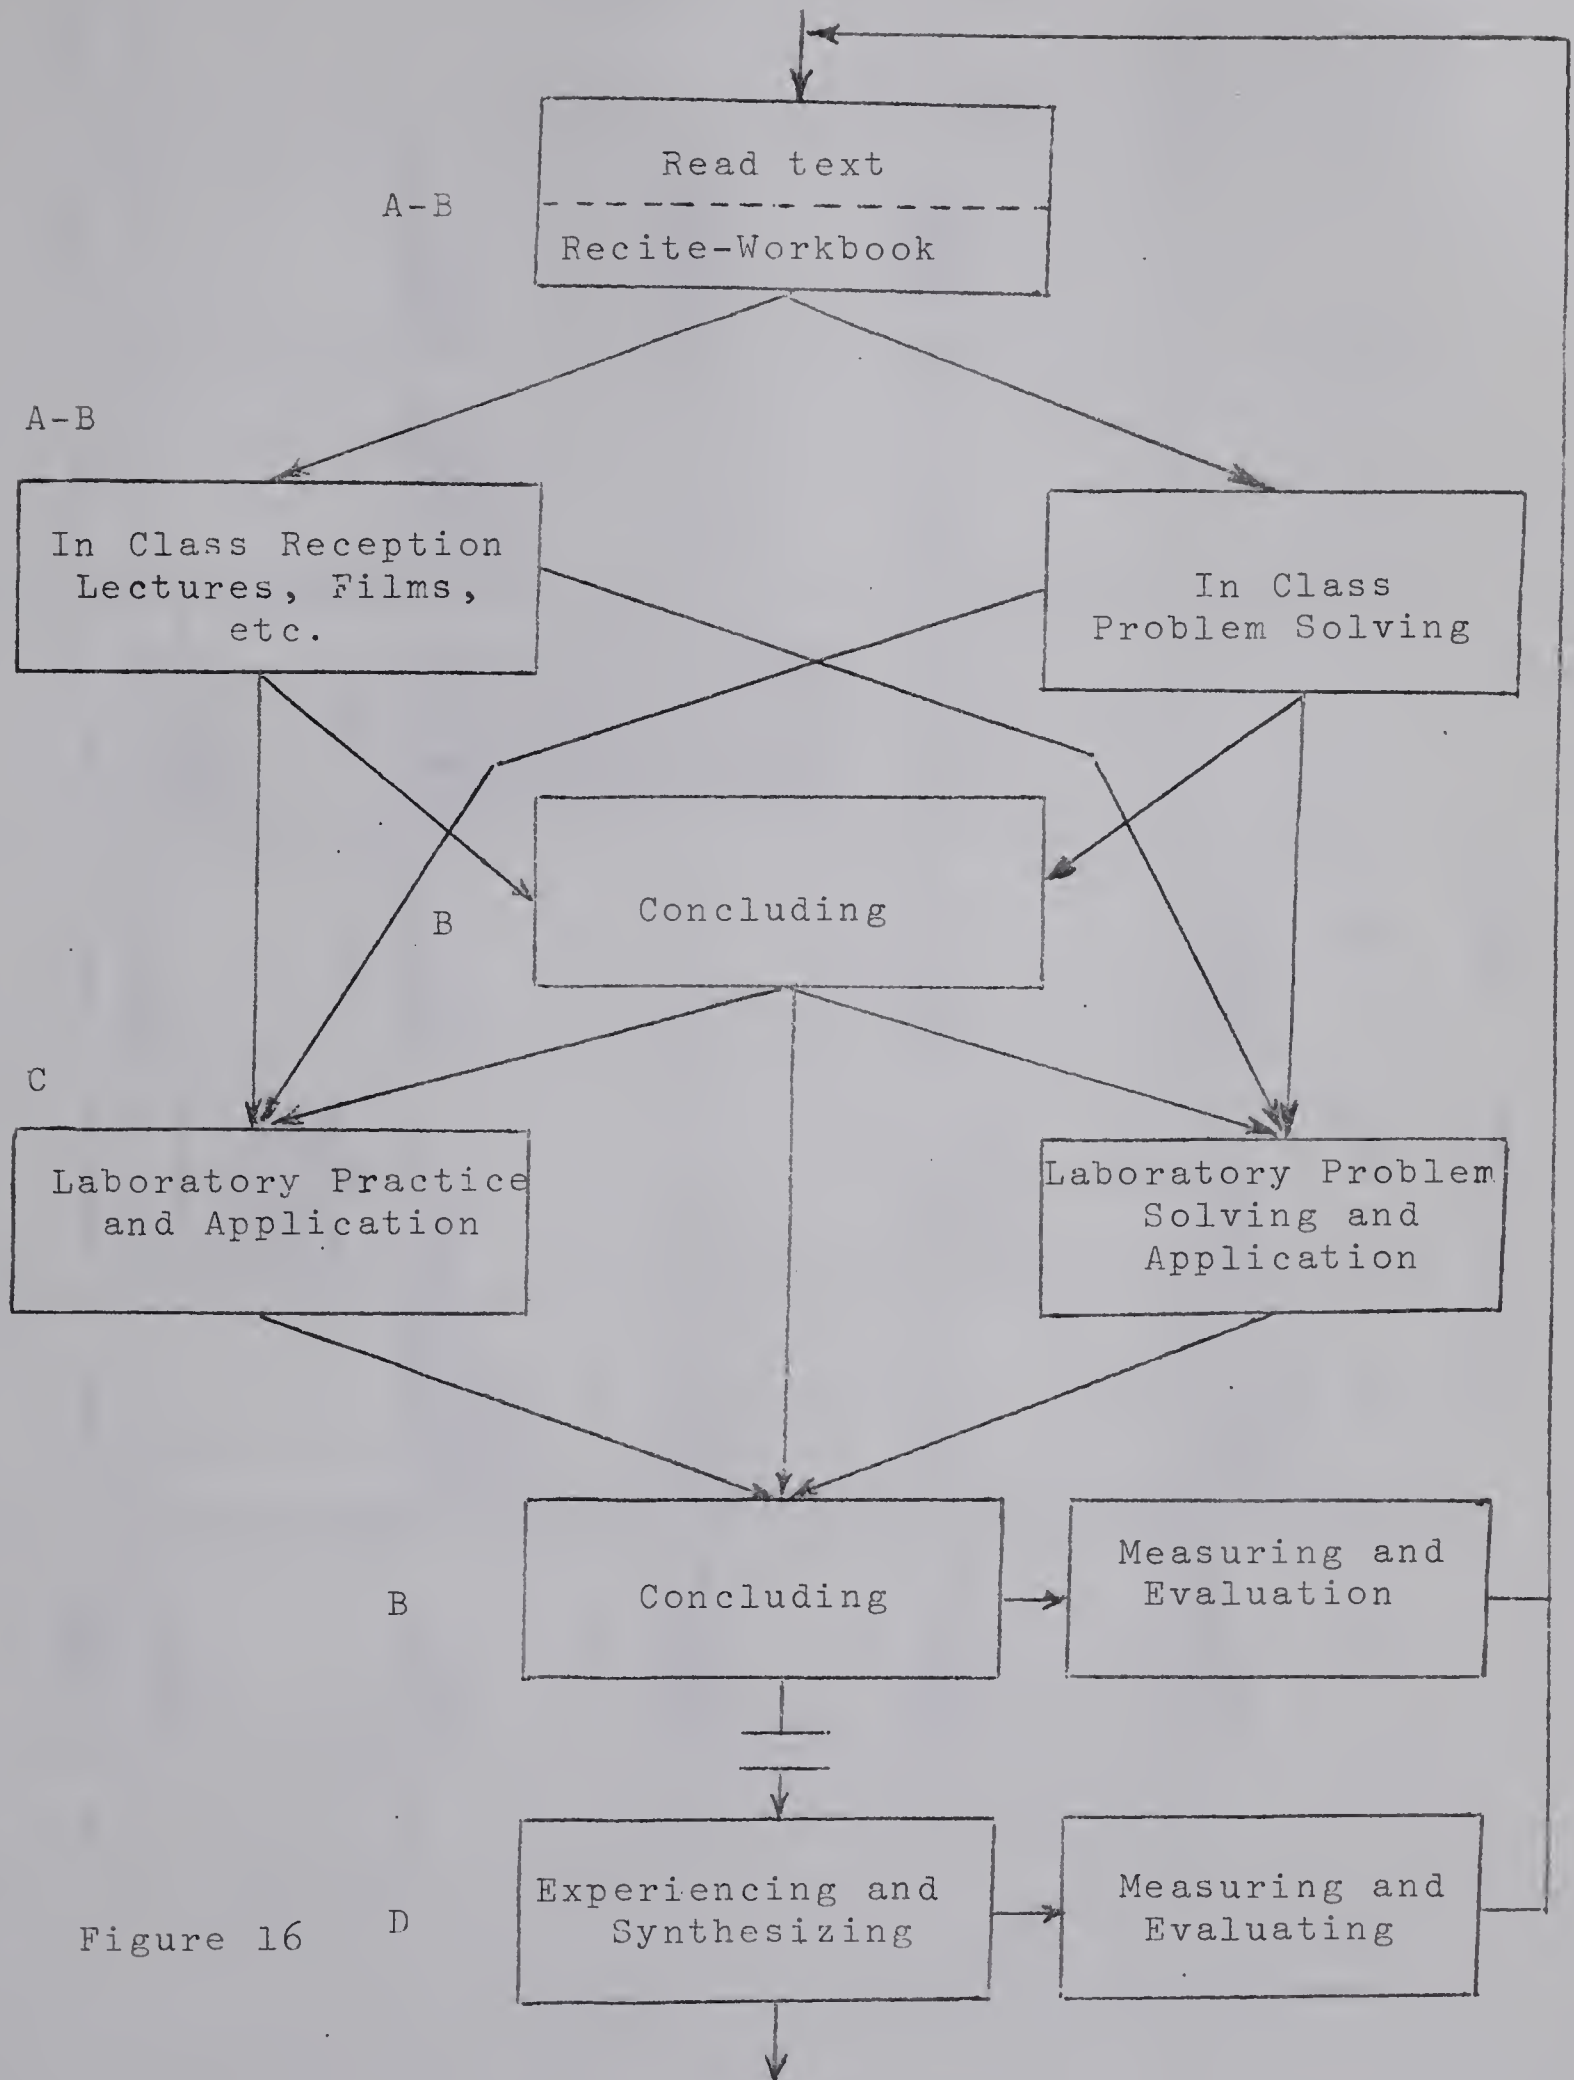 Read text
A-B
Recite-Workbook
A-B
In Class Reception
Lectures, Films,
etc.
In Class
Problem Solving
B
Concluding
C
Laboratory Practice
and Application
Laboratory Problem
Solving and
Application
B
Concluding
Measuring and
Evaluation
D
Experiencing and
Synthesizing
Measuring and
Evaluating
Figure 16